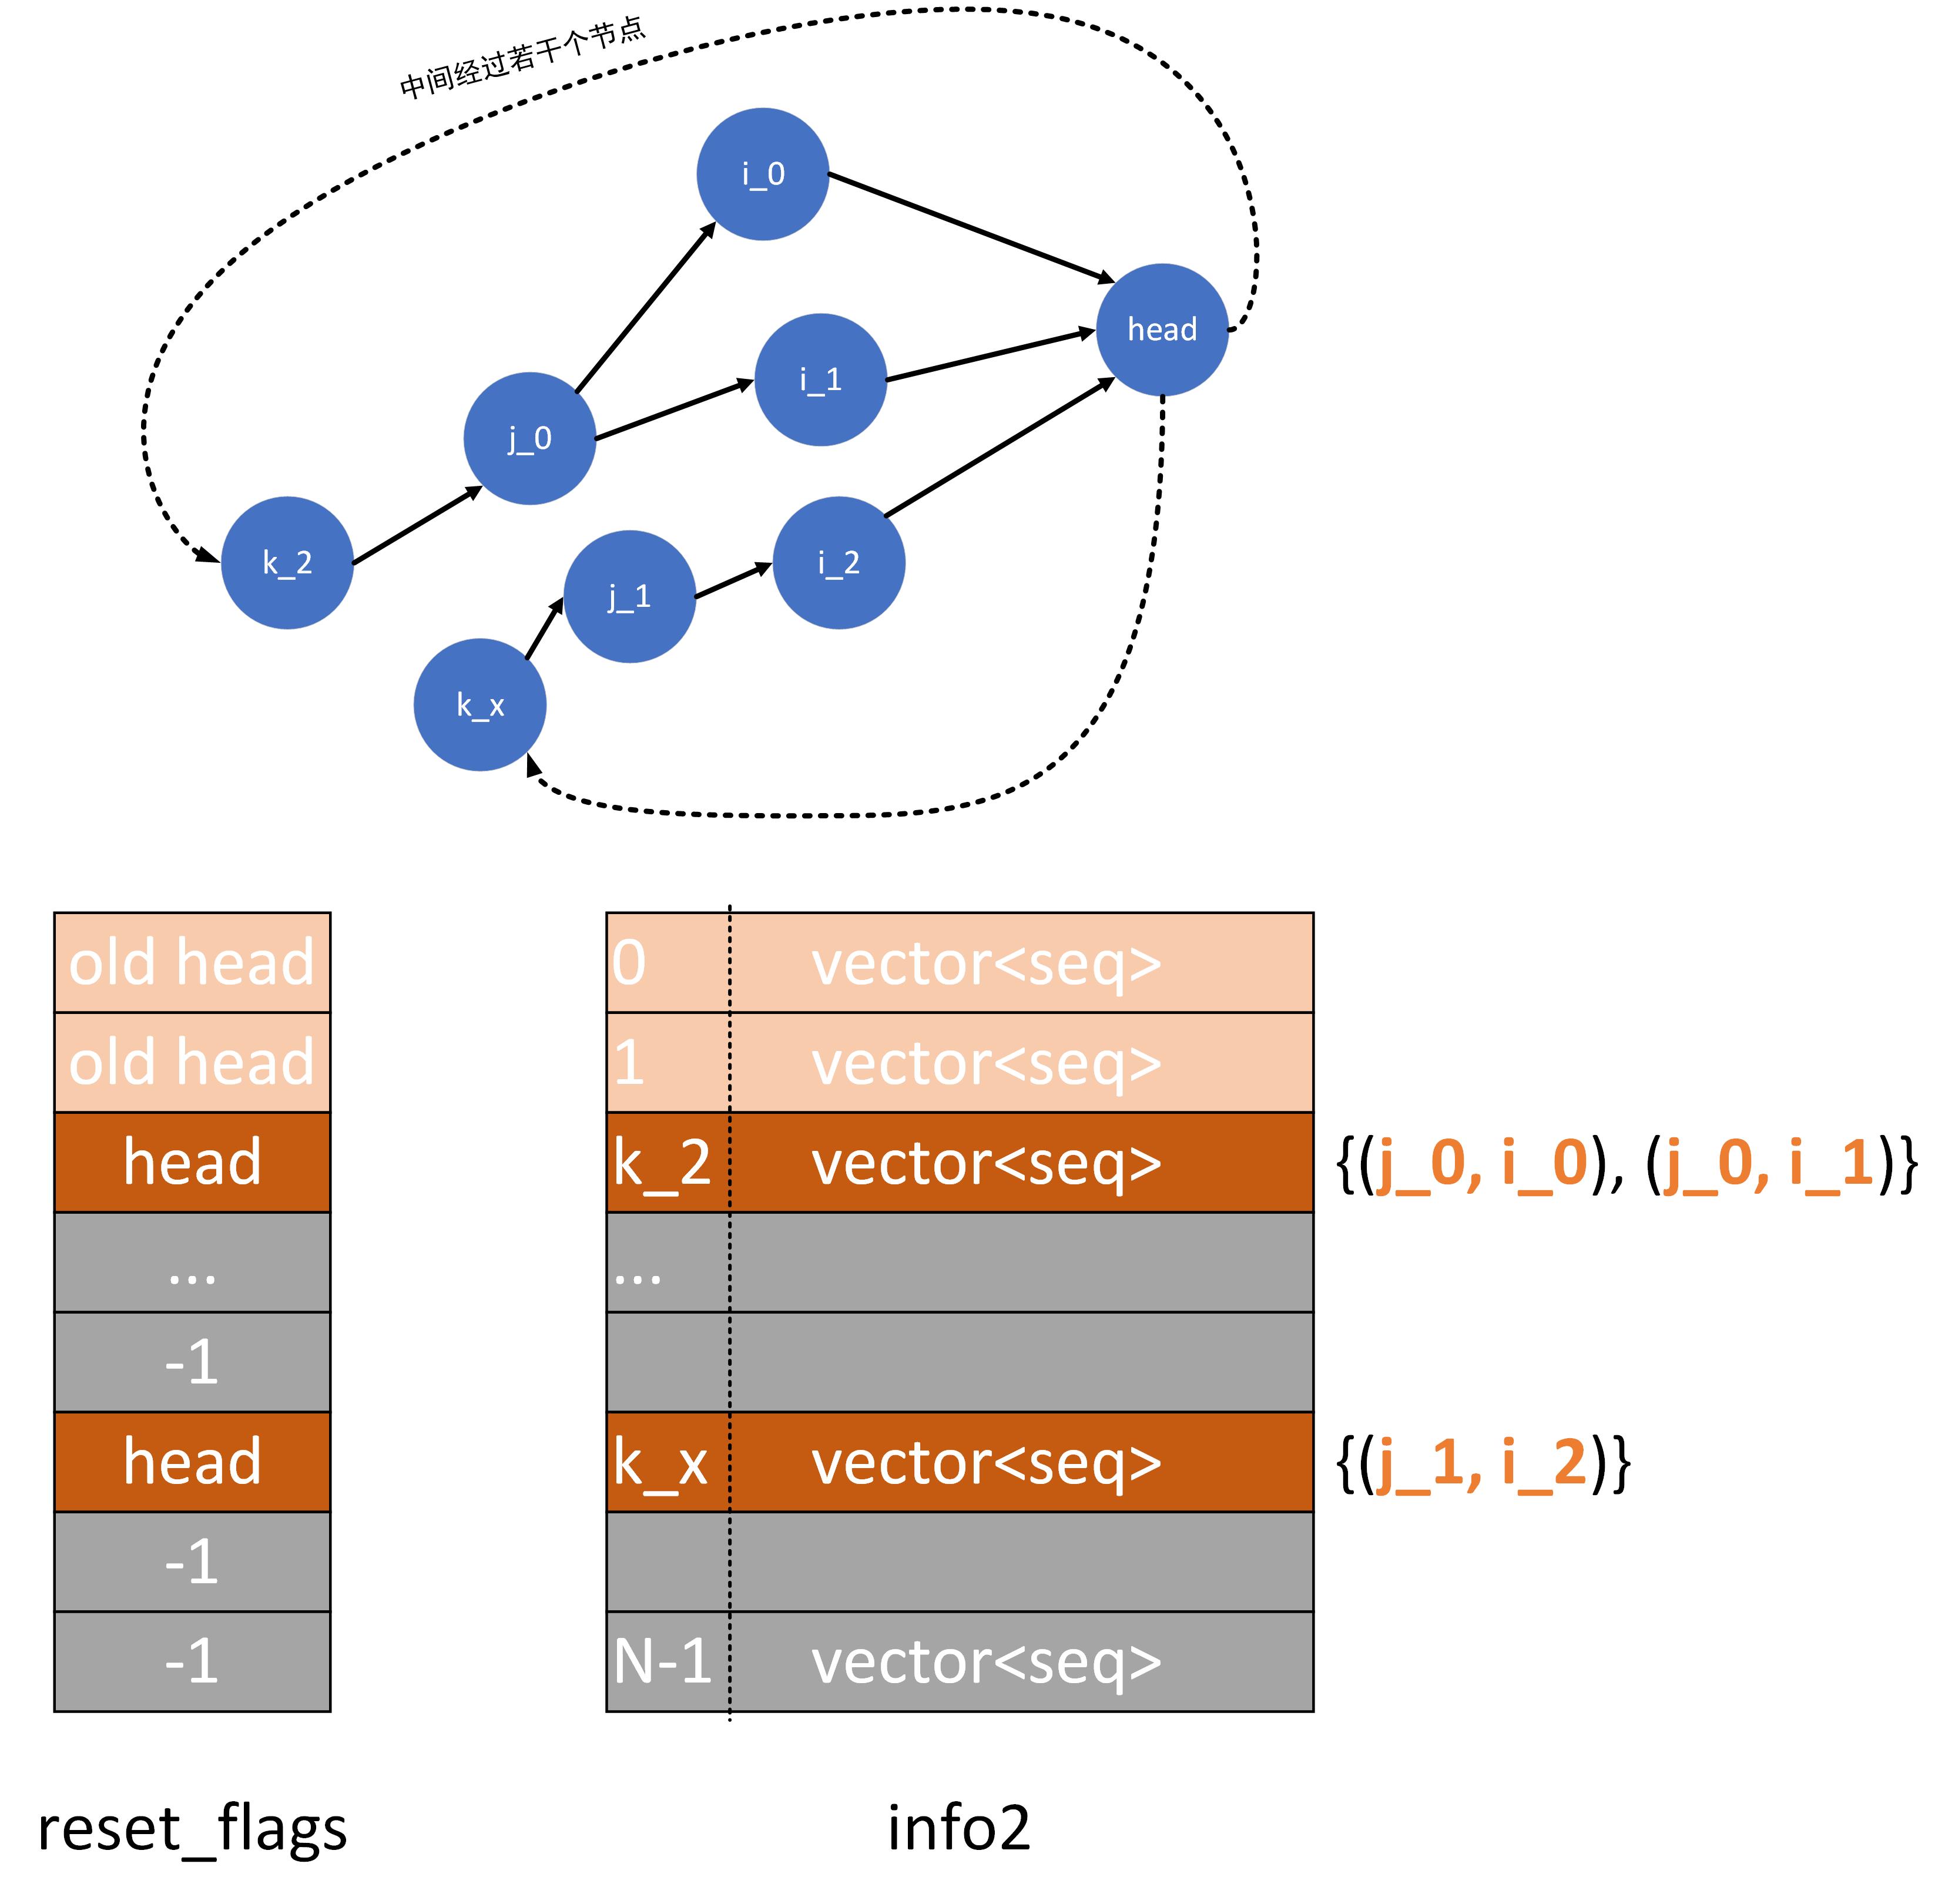 中间经过若干个节点
i_0
head
i_1
j_0
k_2
i_2
j_1
k_x
old head
0 vector<seq>
old head
1 vector<seq>
head
k_2 vector<seq>
{(j_0, i_0), (j_0, i_1)}
...
...
-1
head
k_x vector<seq>
{(j_1, i_2)}
-1
-1
N-1 vector<seq>
reset_flags
info2